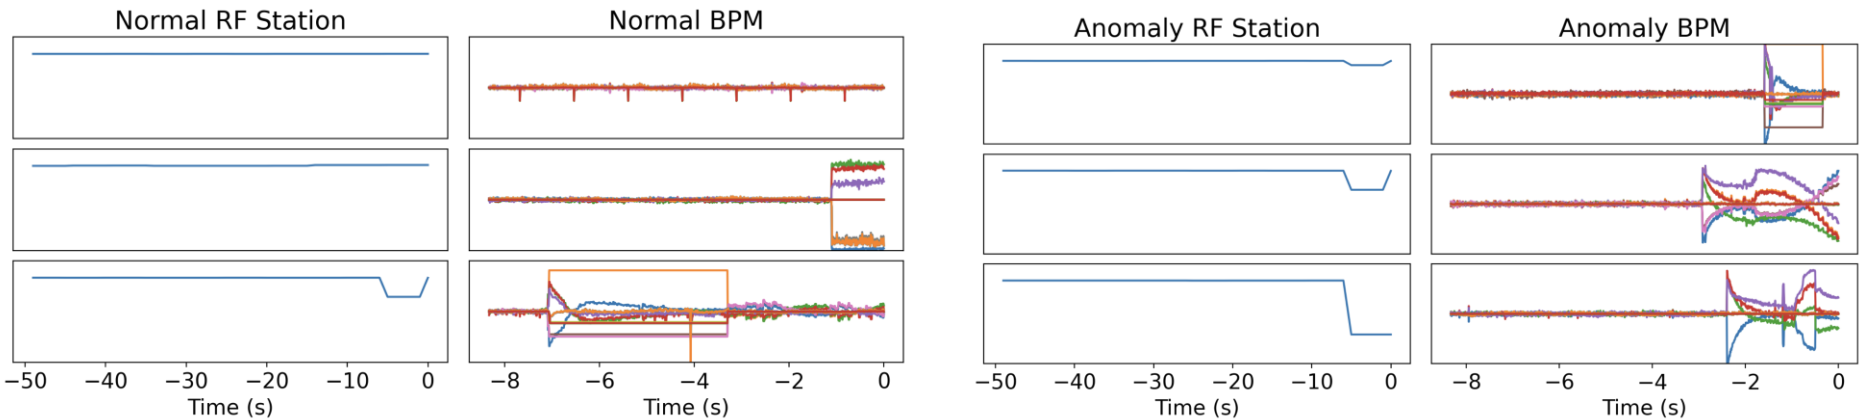 Normal RF Station
Normal BPM
−50 −40 −30 −20 −10 0
Time (s)
−8 −6 −4 −2 0
Time (s)
Anomaly RF Station
Anomaly BPM
−50 −40 −30 −20 −10 0
Time (s)
−8 −6 −4 −2 0
Time (s)